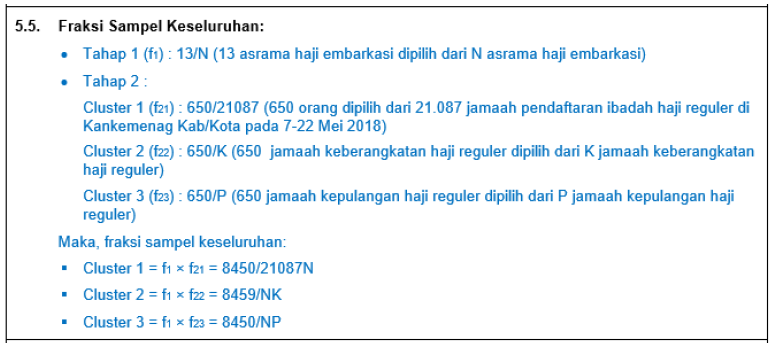 5.5. Fraksi Sampel Keseluruhan:
• Tahap 1 (f1) : 13/N (13 asrama haji embarkasi dipilih dari N asrama haji embarkasi)
• Tahap 2 :
Cluster 1 (f21) : 650/21087 (650 orang dipilih dari 21.087 jamaah pendaftaran ibadah haji reguler di
Kankemenag Kab/Kota pada 7-22 Mei 2018)
Cluster 2 (f22) : 650/K (650 jamaah keberangkatan haji reguler dipilih dari K jamaah keberangkatan
haji reguler)
Cluster 3 (f23) : 650/P (650 jamaah kepulangan haji reguler dipilih dari P jamaah kepulangan haji
reguler)
Maka, fraksi sampel keseluruhan:
▪ Cluster 1 = f1 × f21 = 8450/21087N
▪ Cluster 2 = f1 × f22 = 8459/NK
▪ Cluster 3 = f1 × f23 = 8450/NP